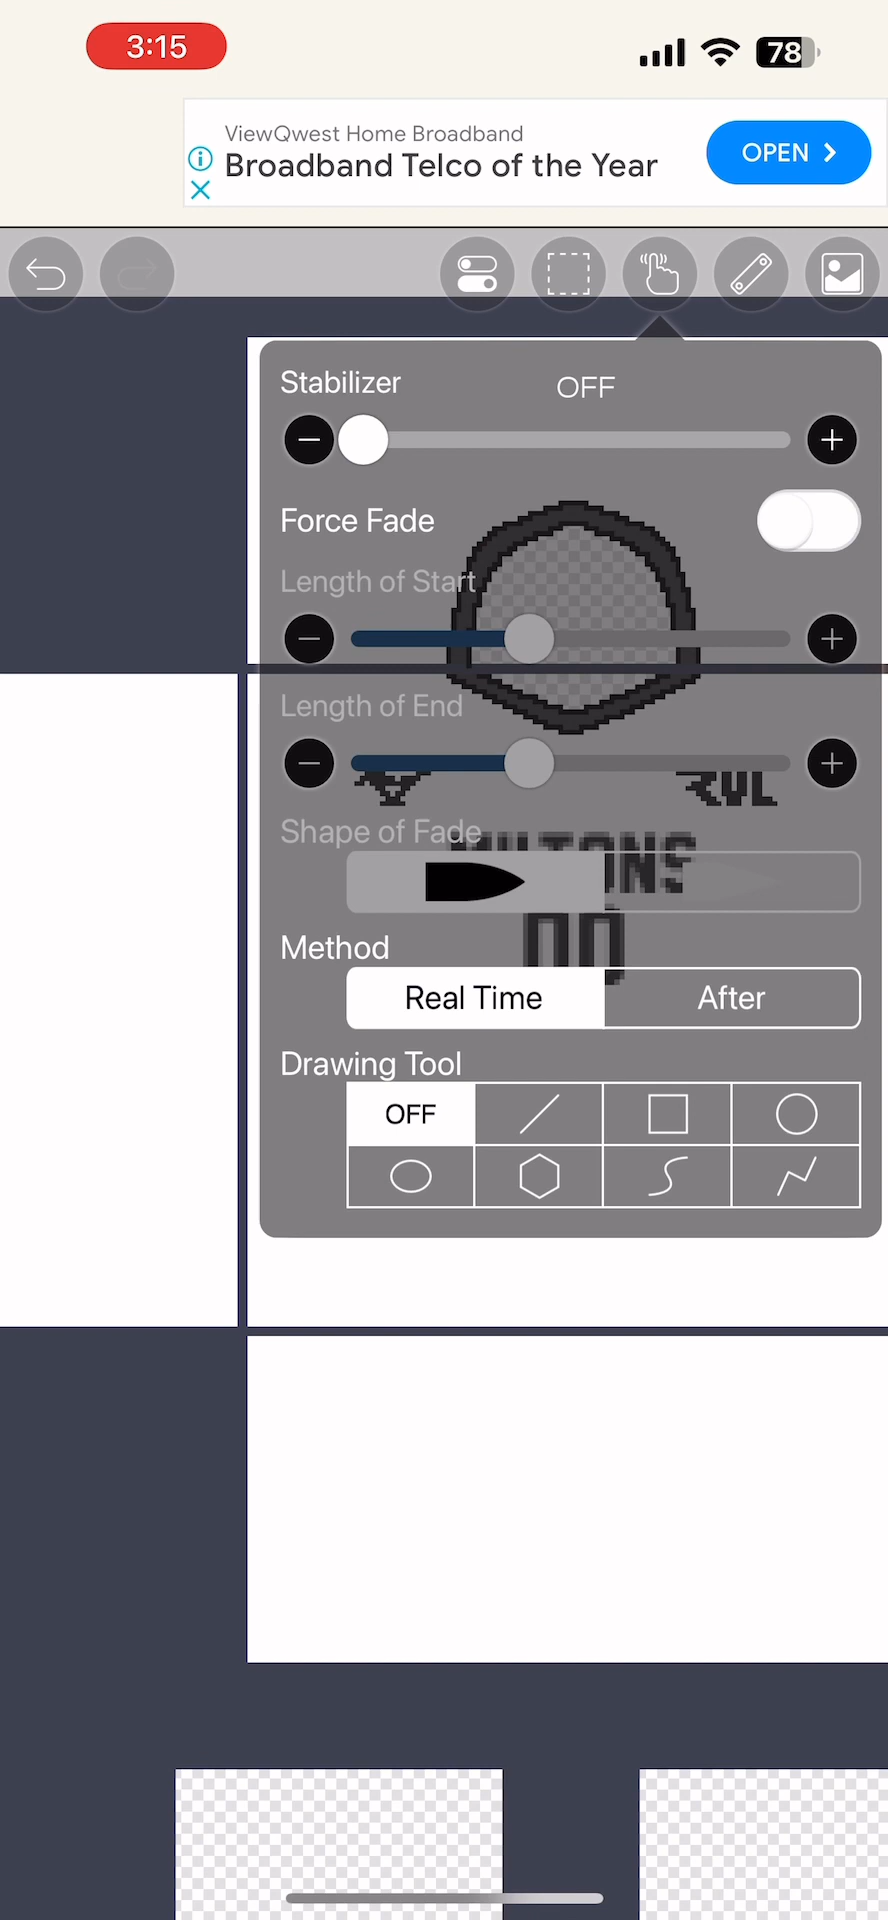 3:15
78
ViewQwest Home Broadband
Broadband Telco of the Year
OPEN
Stabilizer
OFF
Force Fade
Length of Start
Length of End
Shape of Fade
Method
Real Time
After
Drawing Tool
OFF